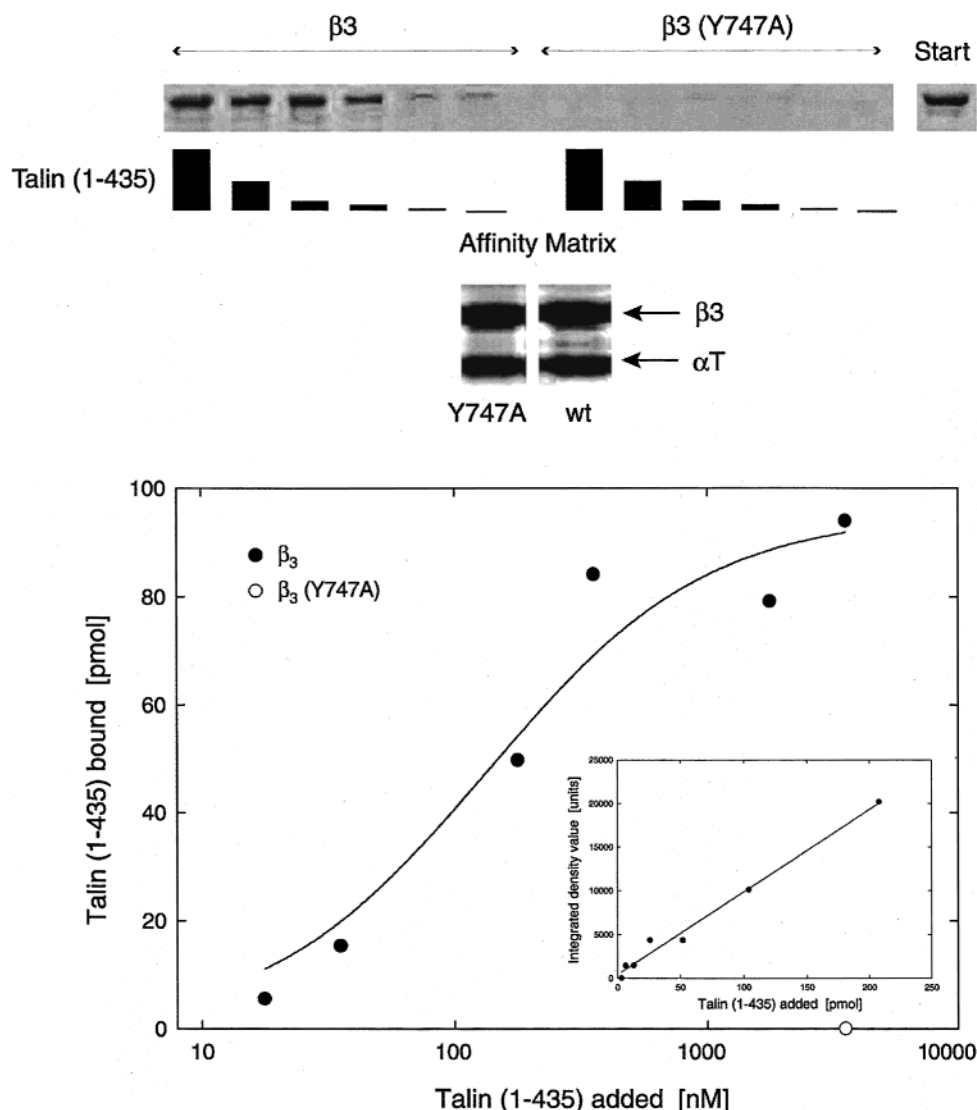 β3 β3 (Y747A) Start
Talin (1-435)
Affinity Matrix
β3
αT
Y747A wt
100
80
60
40
20
0
Talin (1-435) bound [pmol]
β₃
β₃ (Y747A)
25000
20000
15000
10000
5000
0
Integrated density value [units]
0 50 100 150 200 250
Talin (1-435) added [pmol]
10 100 1000 10000
Talin (1-435) added [nM]